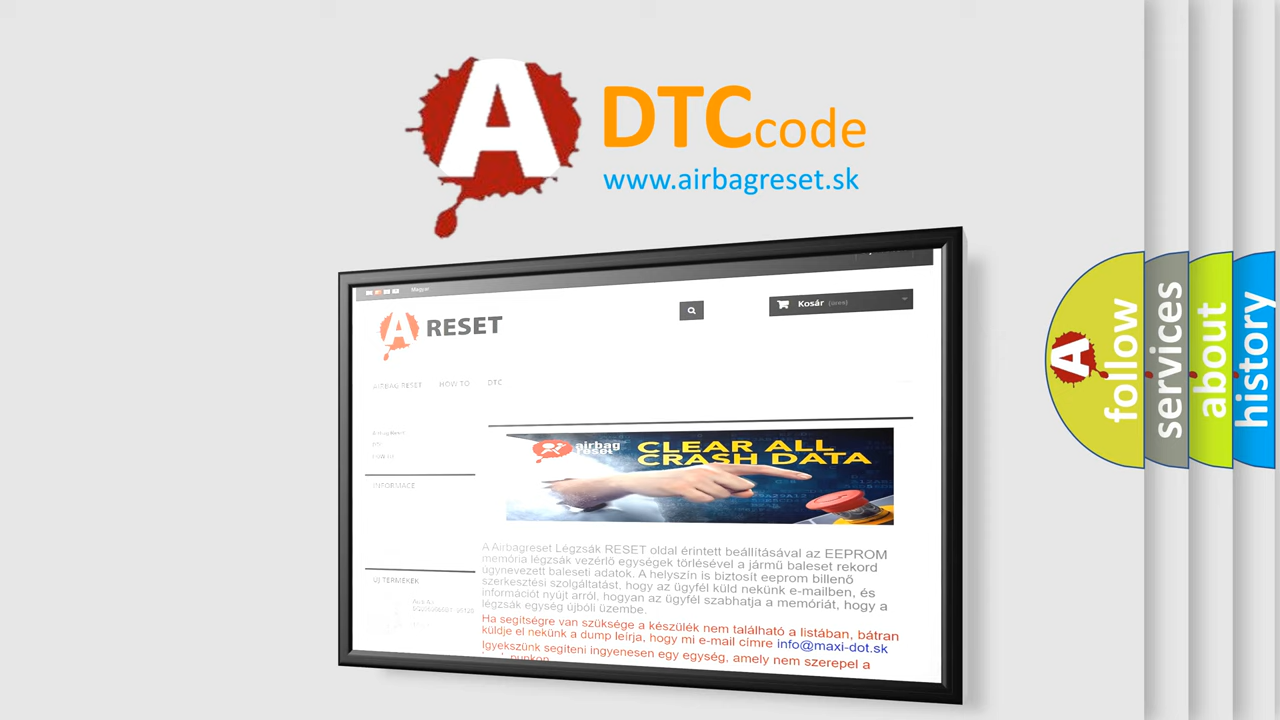 A
DTCcode
www.airbagreset.sk
Magyar
A RESET
Kosár (üres)
AIRBAG RESET HOW TO DTC
INFORMACE
airbag
reset
CLEAR ALL
CRASH DATA
A Airbagreset Légzsák RESET oldal érintett beállításával az EEPROM
memória légzsák vezérlő egységek törlésével a jármű baleset rekord
úgynevezett baleseti adatok. A helyszín is biztosít eeprom billenő
szerkesztési szolgáltatást, hogy az ügyfél küld nekünk e-mailben, és
információt nyújt arról, hogyan az ügyfél szabhatja a memóriát, hogy a
légzsák egység újbóli üzembe.
Ha segítségre van szüksége a készülék nem található a listában, bátran
küldje el nekünk a dump leírja, hogy mi e-mail címre info@maxi-dot.sk
Igyekszünk segíteni ingyenesen egy egység, amely nem szerepel a
ÚJ TERMÉKEK
A
follow
services
about
history